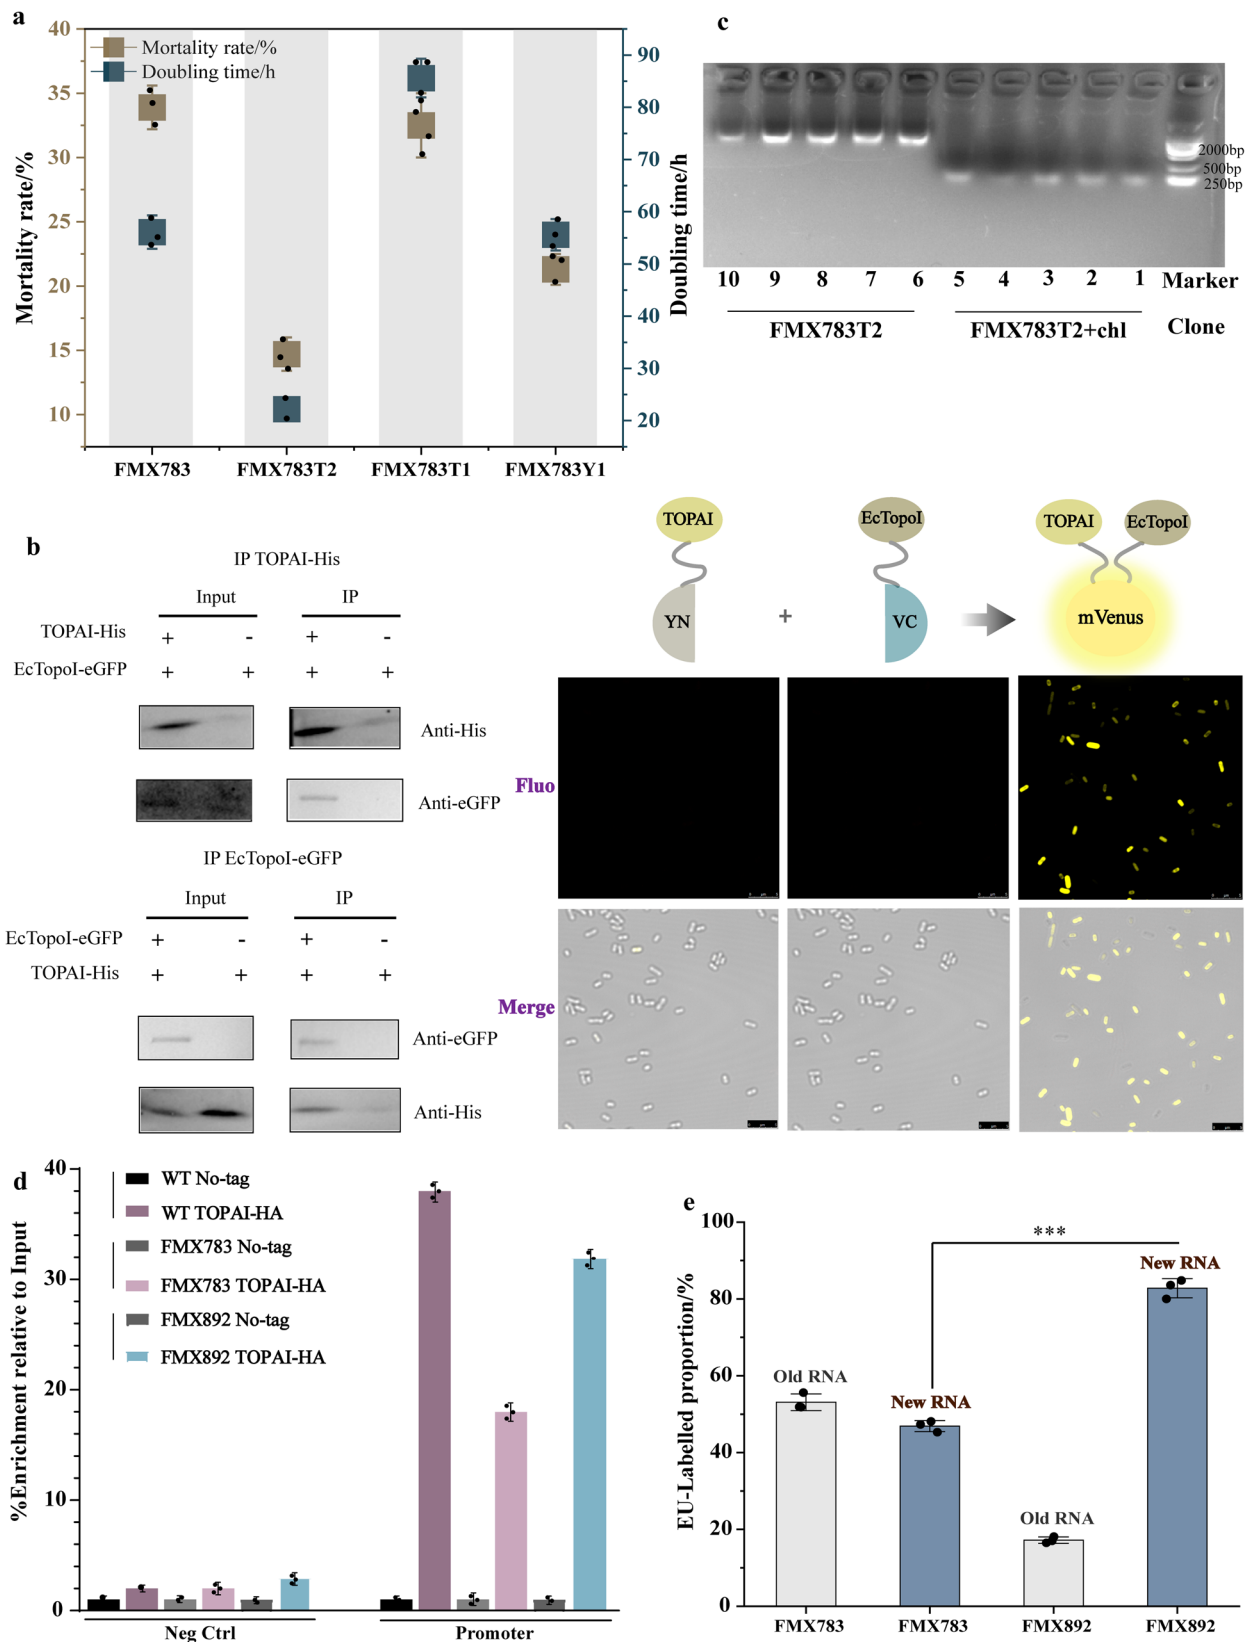 a
40
35
30
25
20
15
10
Mortality rate/%
Mortality rate/%
Doubling time/h
90
80
70
60
50
40
30
20
Doubling time/h
FMX783 FMX783T2 FMX783T1 FMX783Y1
c
2000bp
500bp
250bp
10 9 8 7 6 5 4 3 2 1 Marker
FMX783T2 FMX783T2+chl Clone
b
IP TOPAI-His
Input IP
TOPAI-His + - + -
EcTopoI-eGFP + + + +
Anti-His
Anti-eGFP
IP EcTopoI-eGFP
Input IP
EcTopoI-eGFP + - + -
TOPAI-His + + + +
Anti-eGFP
Anti-His
TOPAI EcTopoI TOPAI EcTopoI
YN + VC mVenus
Fluo
Merge
d
%Enrichment relative to Input
40
30
20
10
0
WT No-tag
WT TOPAI-HA
FMX783 No-tag
FMX783 TOPAI-HA
FMX892 No-tag
FMX892 TOPAI-HA
Neg Ctrl Promoter
e
EU-Labelled proportion/%
100
80
60
40
20
0
***
Old RNA
New RNA
Old RNA
New RNA
FMX783 FMX783 FMX892 FMX892